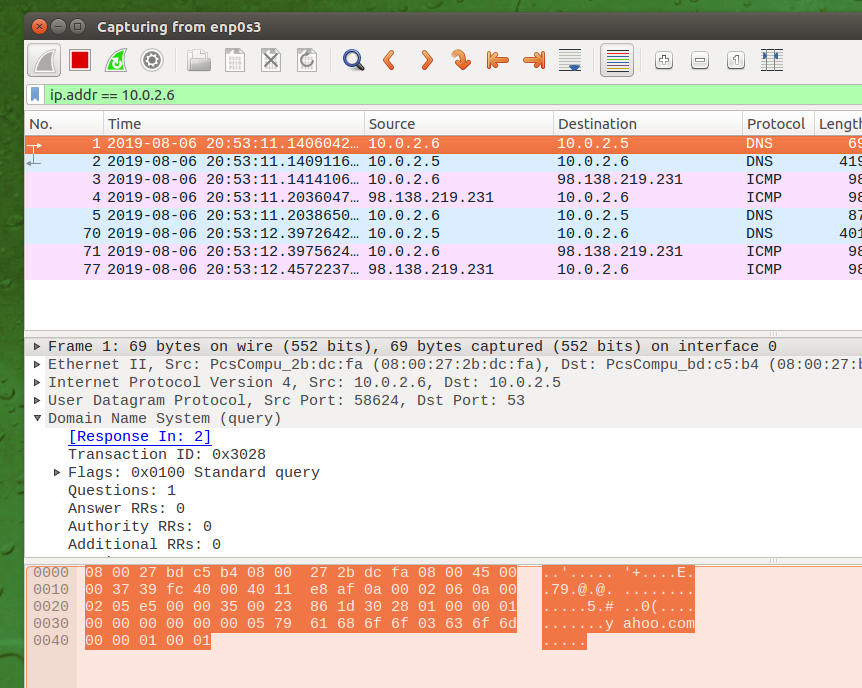 Capturing from enp0s3
ip.addr == 10.0.2.6
No. Time Source Destination Protocol Length
1 2019-08-06 20:53:11.1406042… 10.0.2.6 10.0.2.5 DNS 69
2 2019-08-06 20:53:11.1409116… 10.0.2.5 10.0.2.6 DNS 419
3 2019-08-06 20:53:11.1414106… 10.0.2.6 98.138.219.231 ICMP 98
4 2019-08-06 20:53:11.2036047… 98.138.219.231 10.0.2.6 ICMP 98
5 2019-08-06 20:53:11.2038650… 10.0.2.6 10.0.2.5 DNS 87
70 2019-08-06 20:53:12.3972642… 10.0.2.5 10.0.2.6 DNS 401
71 2019-08-06 20:53:12.3975624… 10.0.2.6 98.138.219.231 ICMP 98
77 2019-08-06 20:53:12.4572237… 98.138.219.231 10.0.2.6 ICMP 98
Frame 1: 69 bytes on wire (552 bits), 69 bytes captured (552 bits) on interface 0
Ethernet II, Src: PcsCompu_2b:dc:fa (08:00:27:2b:dc:fa), Dst: PcsCompu_bd:c5:b4 (08:00:27:b
Internet Protocol Version 4, Src: 10.0.2.6, Dst: 10.0.2.5
User Datagram Protocol, Src Port: 58624, Dst Port: 53
Domain Name System (query)
[Response In: 2]
Transaction ID: 0x3028
Flags: 0x0100 Standard query
Questions: 1
Answer RRs: 0
Authority RRs: 0
Additional RRs: 0
0000 08 00 27 bd c5 b4 08 00 27 2b dc fa 08 00 45 00 ..'..... '+....E.
0010 00 37 39 fc 40 00 40 11 e8 af 0a 00 02 06 0a 00 .79.@.@. ........
0020 02 05 e5 00 00 35 00 23 86 1d 30 28 01 00 00 01 .....5.# ..0(....
0030 00 00 00 00 00 00 05 79 61 68 6f 6f 03 63 6f 6d .......y ahoo.com
0040 00 00 01 00 01 .....